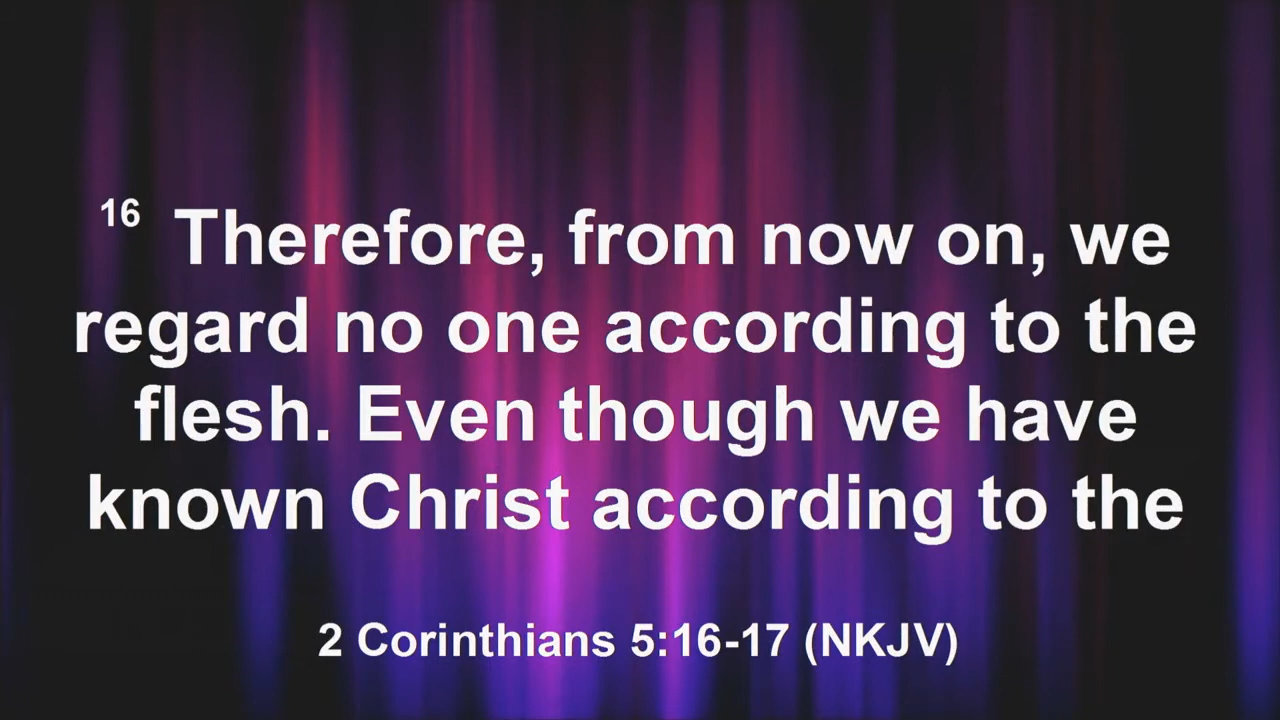 16 Therefore, from now on, we
regard no one according to the
flesh. Even though we have
known Christ according to the
2 Corinthians 5:16-17 (NKJV)